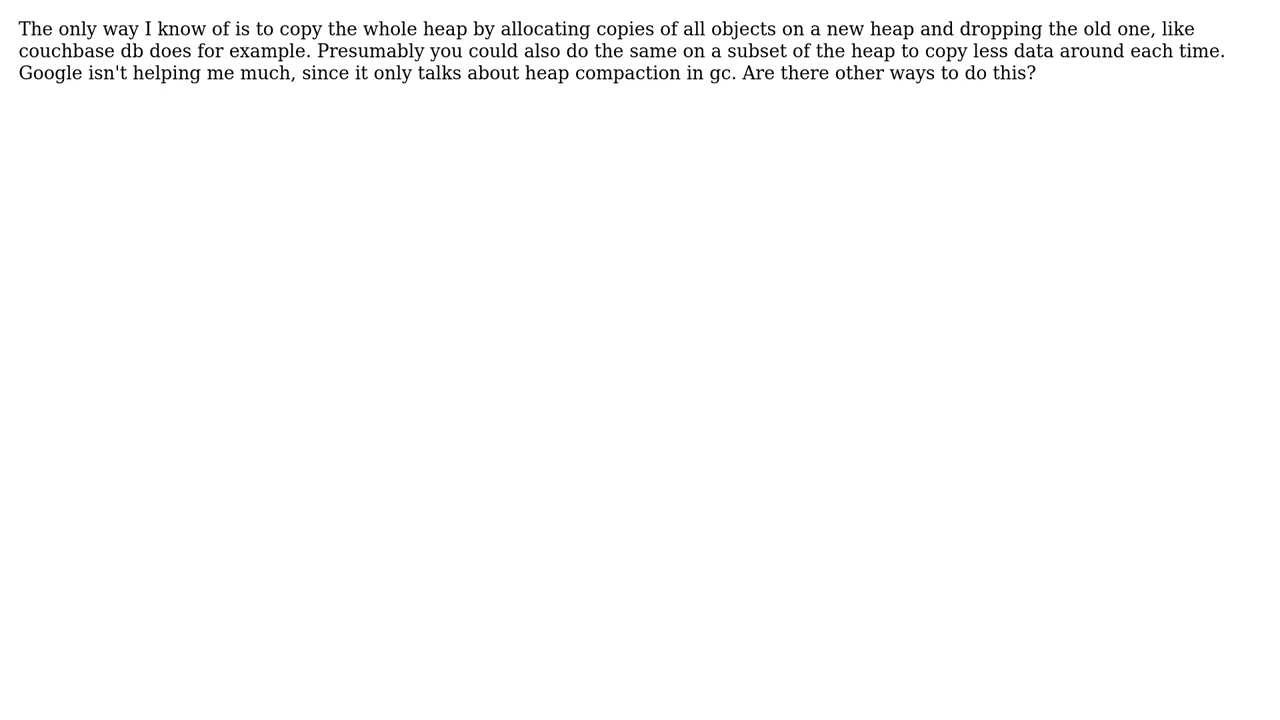 The only way I know of is to copy the whole heap by allocating copies of all objects on a new heap and dropping the old one, like
couchbase db does for example. Presumably you could also do the same on a subset of the heap to copy less data around each time.
Google isn't helping me much, since it only talks about heap compaction in gc. Are there other ways to do this?